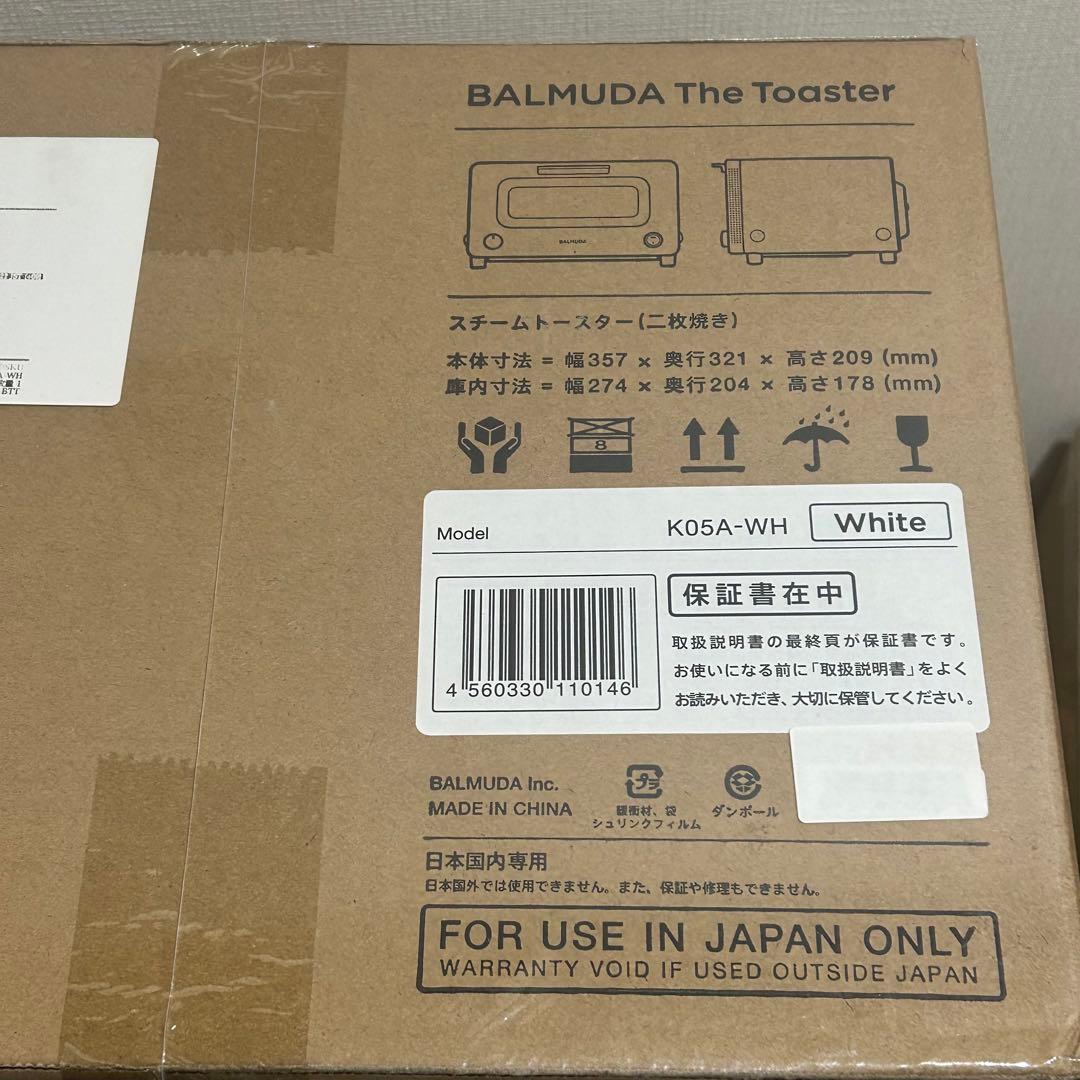 BALMUDA The Toaster
BALMUDA
スチームトースター(二枚焼き)
本体寸法 = 幅357 × 奥行321 × 高さ209 (mm)
庫内寸法 = 幅274 × 奥行204 × 高さ178 (mm)
8
Model K05A-WH White
保証書在中
取扱説明書の最終頁が保証書です。
お使いになる前に「取扱説明書」をよく
お読みいただき、大切に保管してください。
4 560330 110146
BALMUDA Inc.
MADE IN CHINA
プラ
緩衝材、袋
シュリンクフィルム
ダンボール
日本国内専用
日本国外では使用できません。また、保証や修理もできません。
FOR USE IN JAPAN ONLY
WARRANTY VOID IF USED OUTSIDE JAPAN
SKU
A-WH
数量 1
BTT